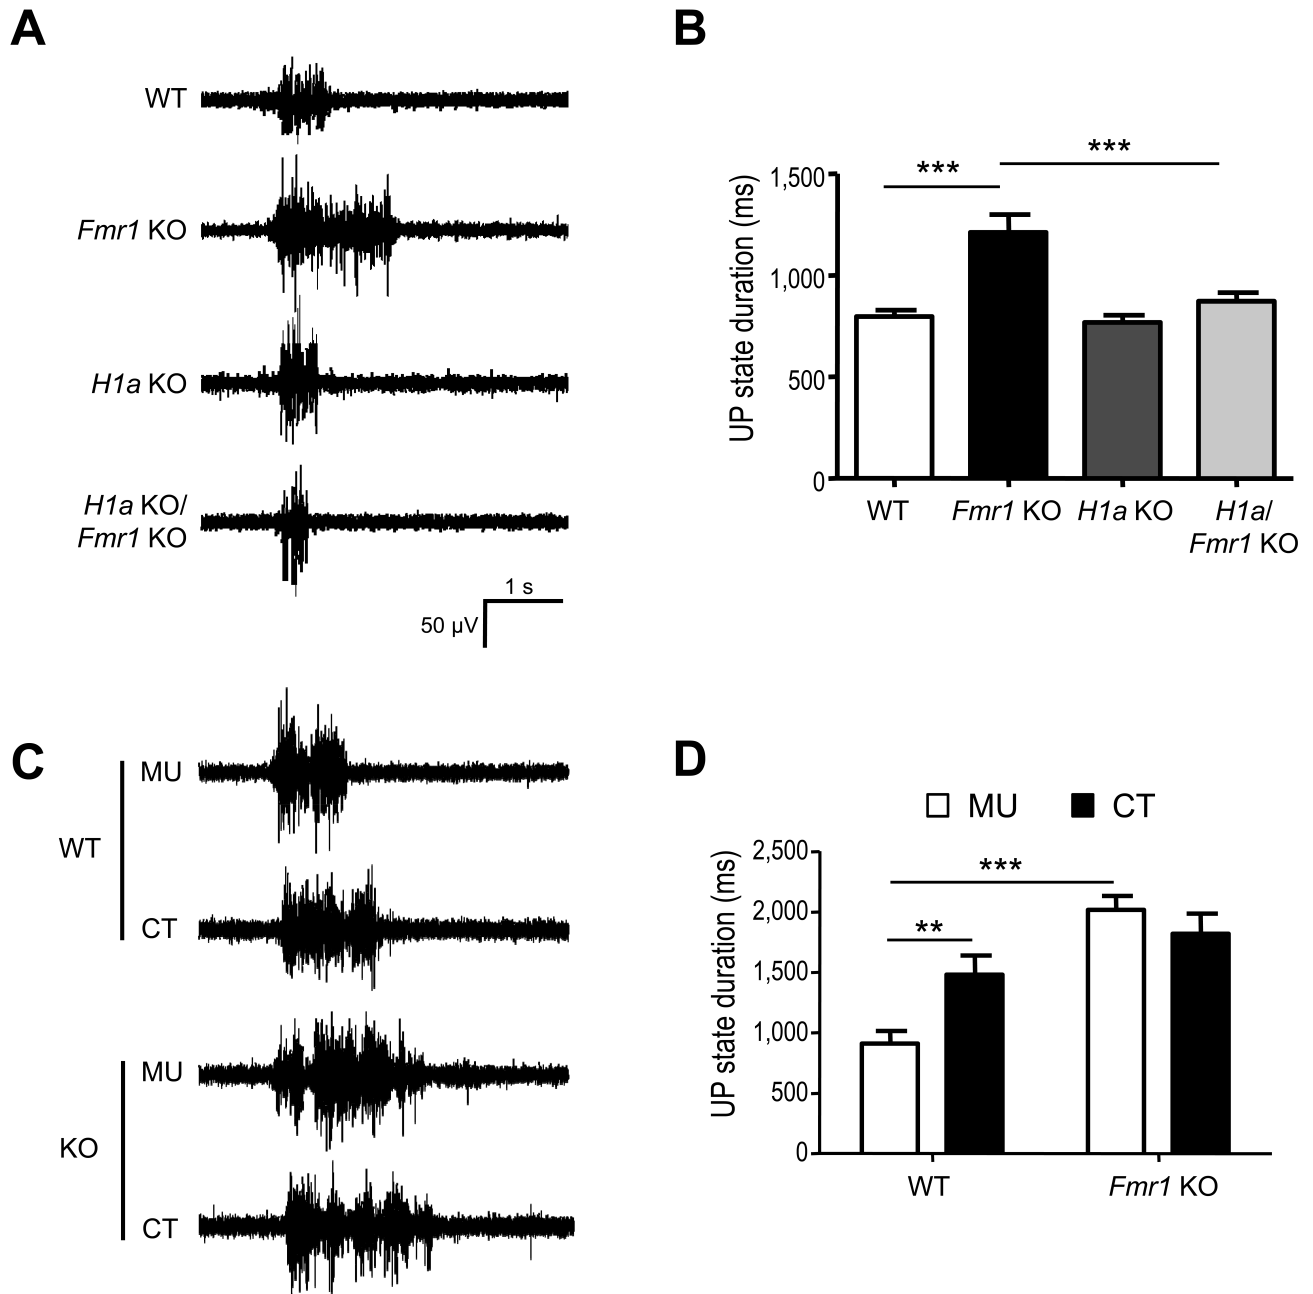 A
WT
Fmr1 KO
H1a KO
H1a KO/
Fmr1 KO
1 s
50 µV
B
***
***
UP state duration (ms)
1,500
1,000
500
0
WT
Fmr1 KO
H1a KO
H1a/
Fmr1 KO
C
WT
MU
CT
KO
MU
CT
D
MU
CT
***
**
UP state duration (ms)
2,500
2,000
1,500
1,000
500
0
WT
Fmr1 KO